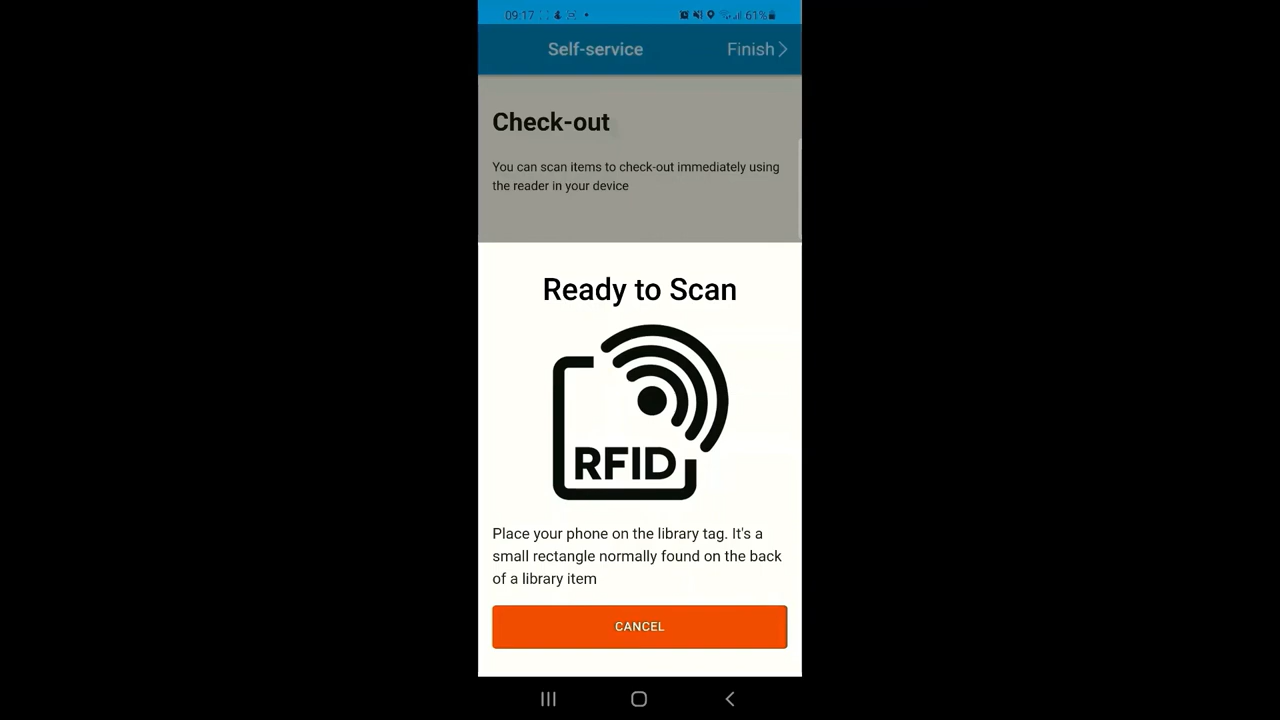 09:17 61%
Self-service Finish
Check-out
You can scan items to check-out immediately using
the reader in your device
Ready to Scan
RFID
Place your phone on the library tag. It's a
small rectangle normally found on the back
of a library item
CANCEL